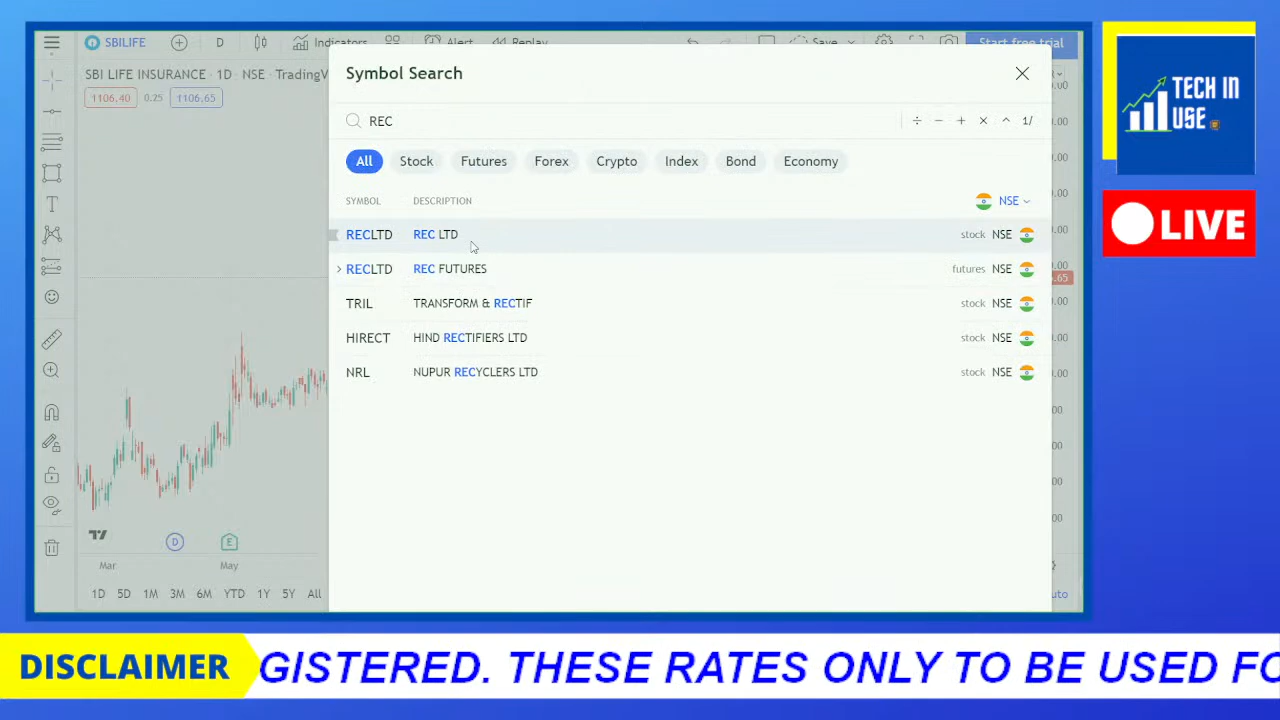 SBILIFE D Indicators Alert Replay Save Start free trial
SBI LIFE INSURANCE · 1D · NSE · TradingV
1106.40 0.25 1106.65
Symbol Search
REC
÷ − + × ^ 1/
All Stock Futures Forex Crypto Index Bond Economy
SYMBOL DESCRIPTION NSE
RECLTD REC LTD stock NSE
RECLTD REC FUTURES futures NSE
TRIL TRANSFORM & RECTIF stock NSE
HIRECT HIND RECTIFIERS LTD stock NSE
NRL NUPUR RECYCLERS LTD stock NSE
D E
Mar May
1D 5D 1M 3M 6M YTD 1Y 5Y All
TECH IN
USE
LIVE
DISCLAIMER GISTERED. THESE RATES ONLY TO BE USED FO